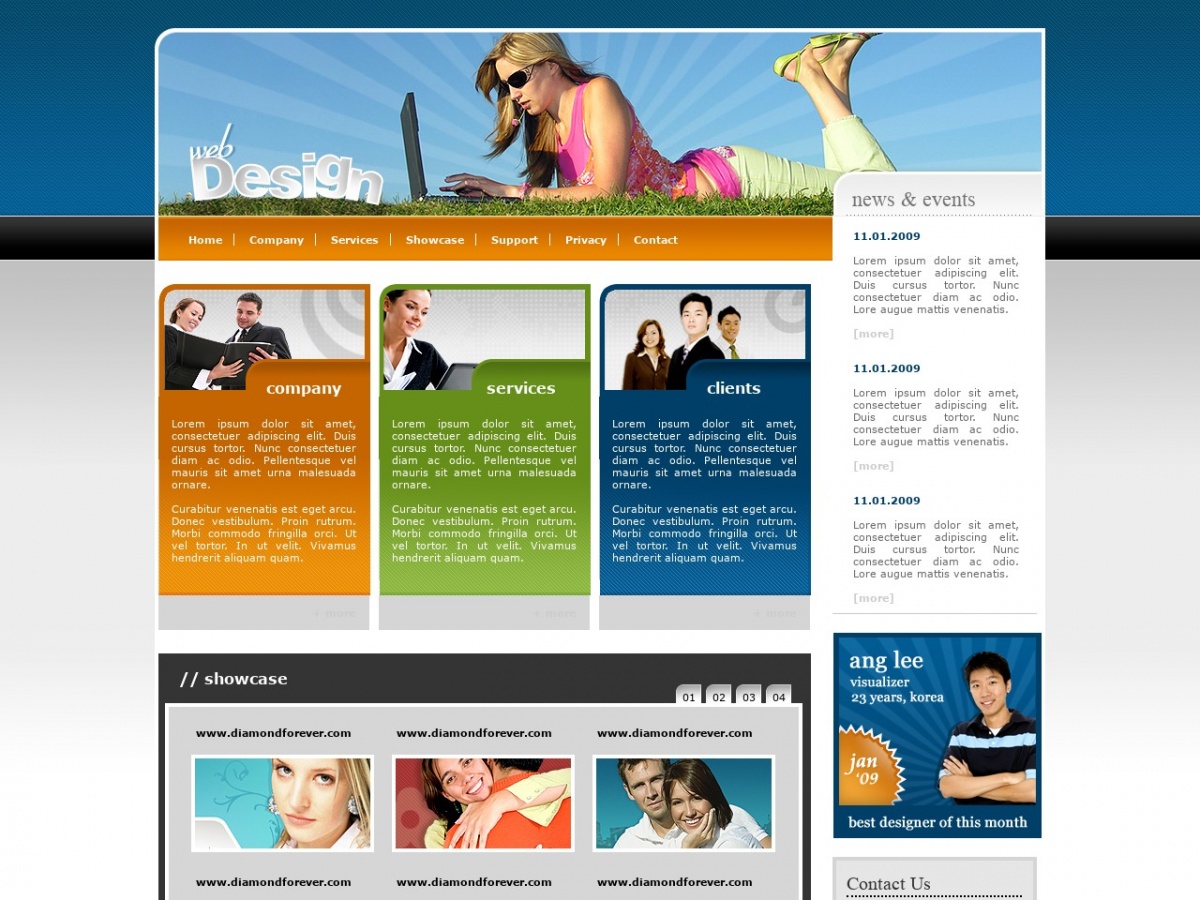 web
Design
Home
Company
Services
Showcase
Support
Privacy
Contact
news & events
11.01.2009
Lorem ipsum dolor sit amet,
consectetuer adipiscing elit.
Duis cursus tortor. Nunc
consectetuer diam ac odio.
Lore augue mattis venenatis.
[more]
11.01.2009
Lorem ipsum dolor sit amet,
consectetuer adipiscing elit.
Duis cursus tortor. Nunc
consectetuer diam ac odio.
Lore augue mattis venenatis.
[more]
11.01.2009
Lorem ipsum dolor sit amet,
consectetuer adipiscing elit.
Duis cursus tortor. Nunc
consectetuer diam ac odio.
Lore augue mattis venenatis.
[more]
company
Lorem ipsum dolor sit amet,
consectetuer adipiscing elit. Duis
cursus tortor. Nunc consectetuer
diam ac odio. Pellentesque vel
mauris sit amet urna malesuada
ornare.
Curabitur venenatis est eget arcu.
Donec vestibulum. Proin rutrum.
Morbi commodo fringilla orci. Ut
vel tortor. In ut velit. Vivamus
hendrerit aliquam quam.
+ more
services
Lorem ipsum dolor sit amet,
consectetuer adipiscing elit. Duis
cursus tortor. Nunc consectetuer
diam ac odio. Pellentesque vel
mauris sit amet urna malesuada
ornare.
Curabitur venenatis est eget arcu.
Donec vestibulum. Proin rutrum.
Morbi commodo fringilla orci. Ut
vel tortor. In ut velit. Vivamus
hendrerit aliquam quam.
+ more
clients
Lorem ipsum dolor sit amet,
consectetuer adipiscing elit. Duis
cursus tortor. Nunc consectetuer
diam ac odio. Pellentesque vel
mauris sit amet urna malesuada
ornare.
Curabitur venenatis est eget arcu.
Donec vestibulum. Proin rutrum.
Morbi commodo fringilla orci. Ut
vel tortor. In ut velit. Vivamus
hendrerit aliquam quam.
+ more
// showcase
01 02 03 04
www.diamondforever.com
www.diamondforever.com
www.diamondforever.com
www.diamondforever.com
www.diamondforever.com
www.diamondforever.com
ang lee
visualizer
23 years, korea
jan
'09
best designer of this month
Contact Us